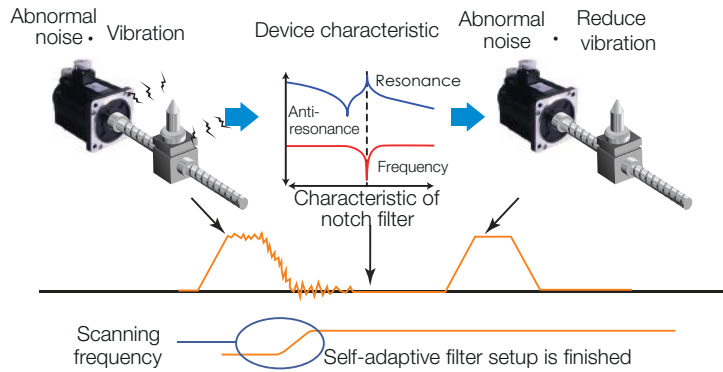 Abnormal
noise · Vibration
Device characteristic
Abnormal
noise · Reduce
vibration
Resonance
Anti-
resonance
Frequency
Characteristic of
notch filter
Scanning
frequency
Self-adaptive filter setup is finished